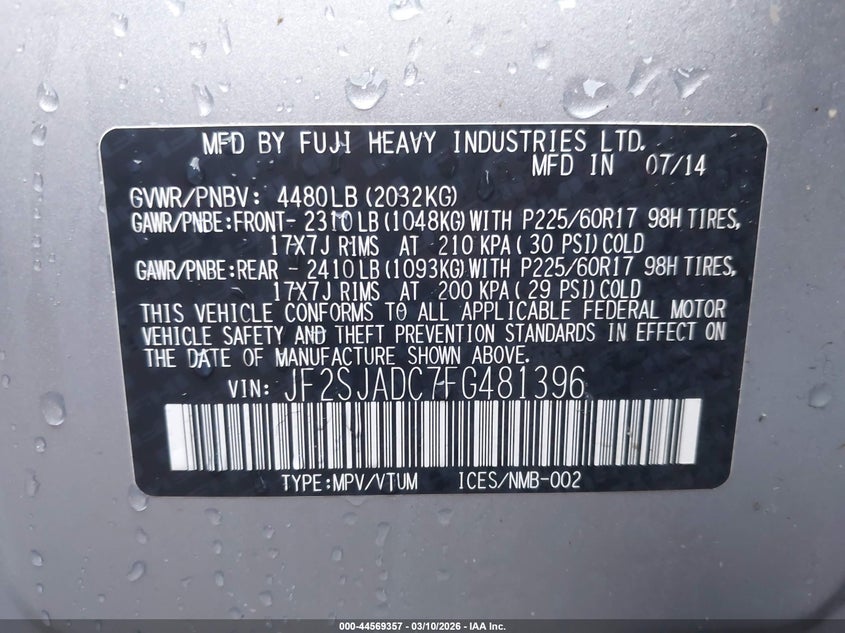 MFD BY FUJI HEAVY INDUSTRIES LTD.
MFD IN 07/14
GVWR/PNBV: 4480LB(2032KG)
GAWR/PNBE:FRONT- 2310LB(1048KG)WITH P225/60R17 98H TIRES,
17X7J RIMS AT 210 KPA( 30 PSI)COLD
GAWR/PNBE:REAR - 2410LB(1093KG)WITH P225/60R17 98H TIRES,
17X7J RIMS AT 200 KPA( 29 PSI)COLD
THIS VEHICLE CONFORMS TO ALL APPLICABLE FEDERAL MOTOR
VEHICLE SAFETY AND THEFT PREVENTION STANDARDS IN EFFECT ON
THE DATE OF MANUFACTURE SHOWN ABOVE.
VIN: JF2SJADC7FG481396
TYPE:MPV/VTUM ICES/NMB-002
000-44569357 - 03/10/2026 - IAA Inc.